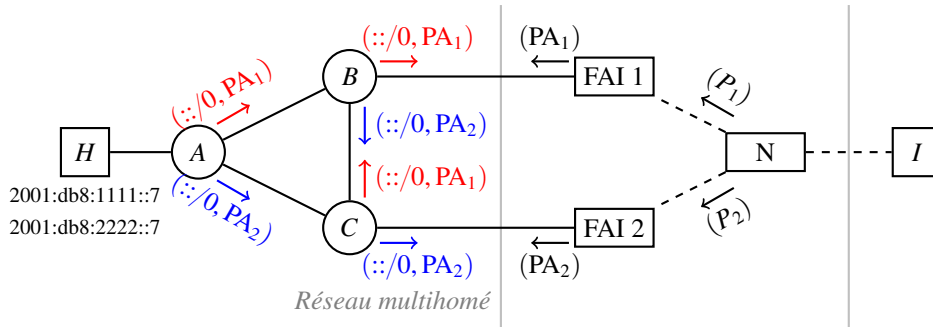 (::/0, PA₁)
(PA₁)
B
FAI 1
(::/0, PA₁)
(P₁)
(::/0, PA₂)
H
A
N
I
(::/0, PA₁)
2001:db8:1111::7
(::/0, PA₂)
2001:db8:2222::7
C
FAI 2
(P₂)
(::/0, PA₂)
(PA₂)
Réseau multihomé